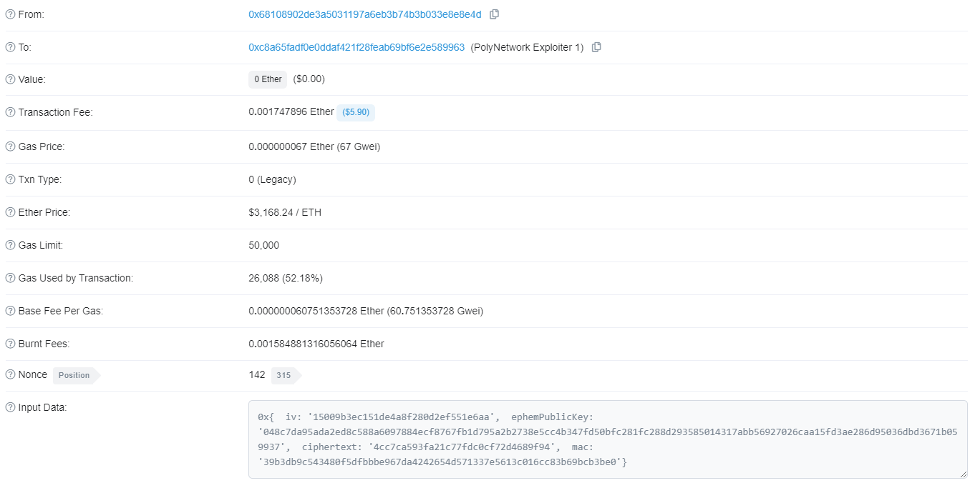 From: 0x68108902de3a5031197a6eb3b74b3b033e8e8e4d
To: 0xc8a65fadf0e0ddaf421f28feab69bf6e2e589963 (PolyNetwork Exploiter 1)
Value: 0 Ether ($0.00)
Transaction Fee: 0.001747896 Ether ($5.90)
Gas Price: 0.000000067 Ether (67 Gwei)
Txn Type: 0 (Legacy)
Ether Price: $3,168.24 / ETH
Gas Limit: 50,000
Gas Used by Transaction: 26,088 (52.18%)
Base Fee Per Gas: 0.000000060751353728 Ether (60.751353728 Gwei)
Burnt Fees: 0.001584881316056064 Ether
Nonce Position 142 315
Input Data: 0x{ iv: '15009b3ec151de4a8f280d2ef551e6aa', ephemPublicKey:
'048c7da95ada2ed8c588a6097884ecf8767fb1d795a2b2738e5cc4b347fd50bfc281fc288d293585014317abb56927026caa15fd3ae286d95036dbd3671b05
9937', ciphertext: '4cc7ca593fa21c77fdc0cf72d4689f94', mac:
'39b3db9c543480f5dfbbbe967da4242654d571337e5613c016cc83b69bcb3be0'}